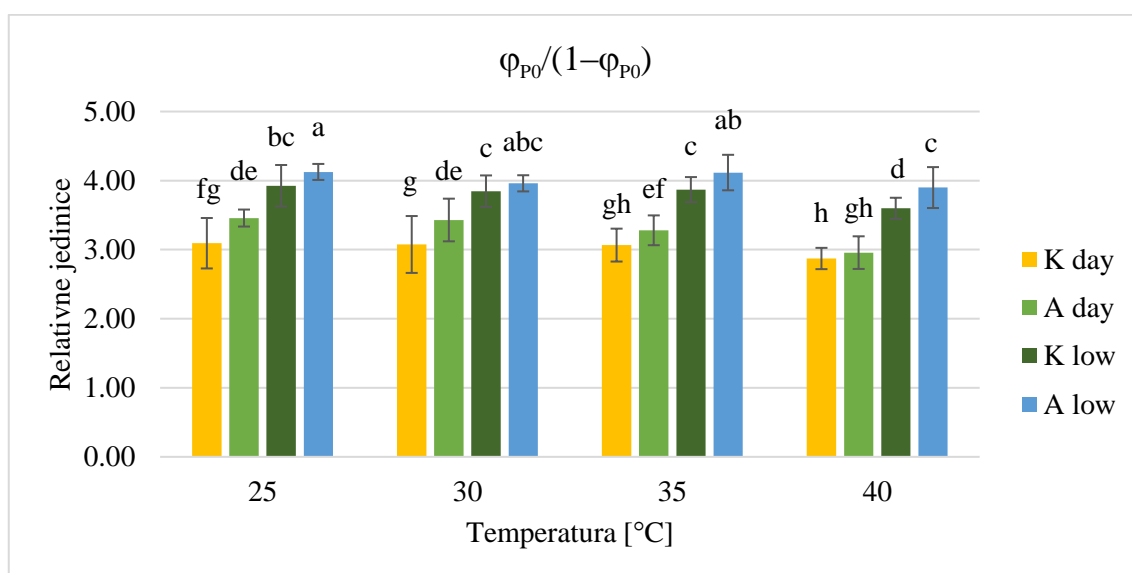 φP0/(1–φP0)
Relativne jedinice
5.00
4.00
3.00
2.00
1.00
0.00
fg
de
bc
a
g
de
c
abc
gh
ef
c
ab
h
gh
d
c
25
30
35
40
Temperatura [°C]
K day
A day
K low
A low